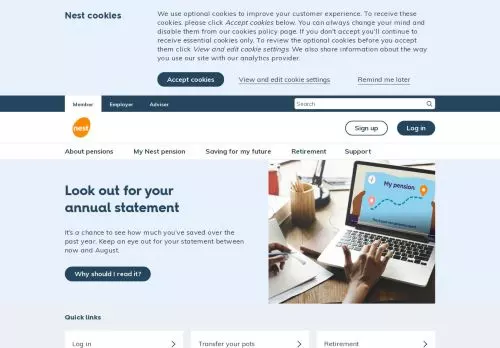 Nest cookies
We use optional cookies to improve your customer experience. To receive these
cookies, please click Accept cookies below. You can always change your mind and
disable them from our cookies policy page. If you don't accept you'll continue to
receive essential cookies only. To review the optional cookies before you accept
them click View and edit cookie settings. We also share information about the way
you use our site with our analytics provider.
Accept cookies View and edit cookie settings Remind me later
Member Employer Adviser Search
nest Sign up Log in
About pensions My Nest pension Saving for my future Retirement Support
Look out for your
annual statement
It's a chance to see how much you've saved over the
past year. Keep an eye out for your statement between
now and August.
Why should I read it?
My pension
Quick links
Log in Transfer your pots Retirement